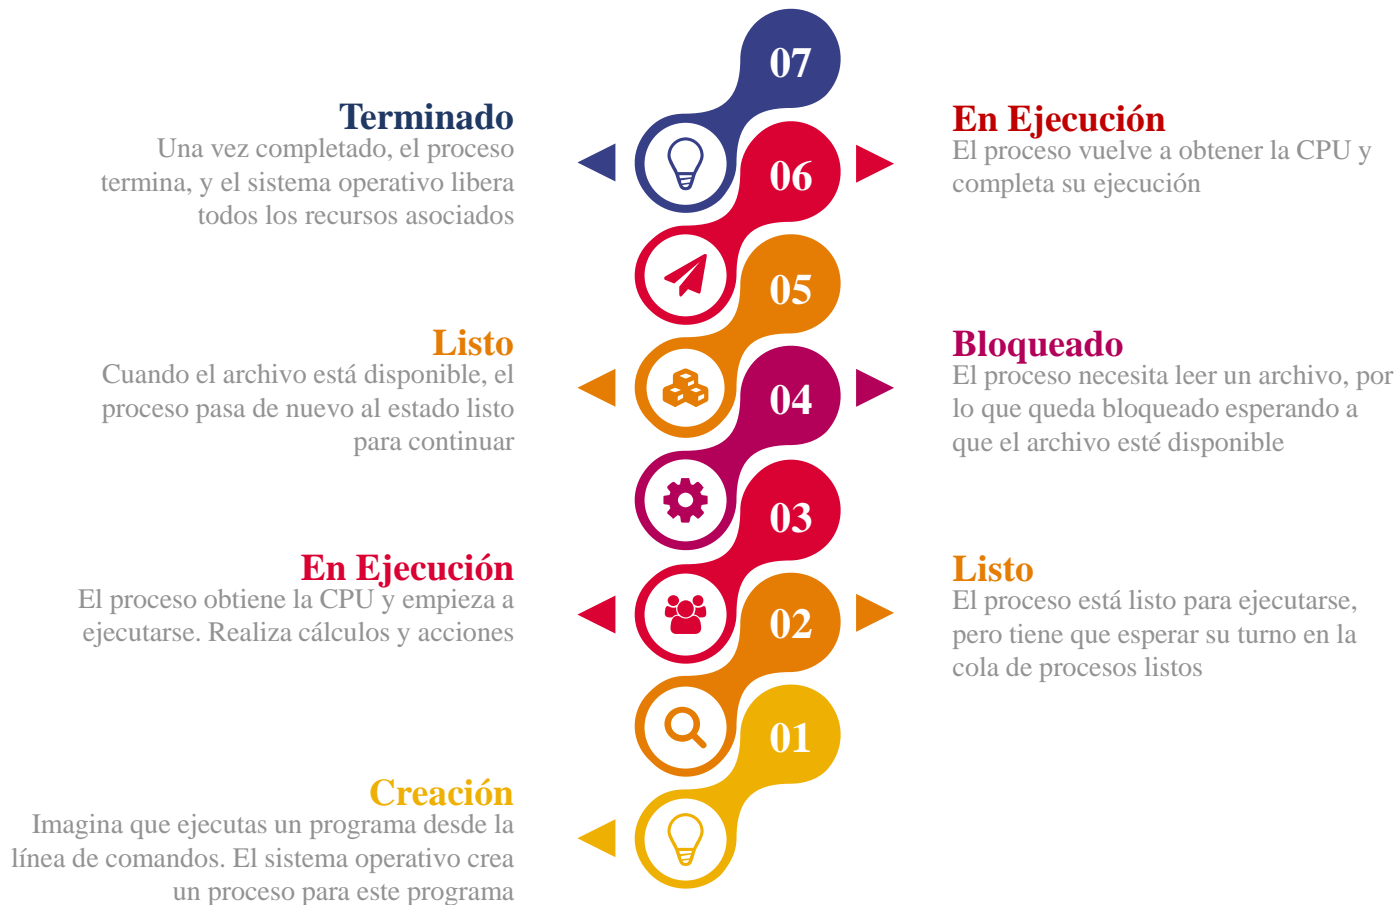 07
Terminado
Una vez completado, el proceso
termina, y el sistema operativo libera
todos los recursos asociados
06
En Ejecución
El proceso vuelve a obtener la CPU y
completa su ejecución
05
Listo
Cuando el archivo está disponible, el
proceso pasa de nuevo al estado listo
para continuar
04
Bloqueado
El proceso necesita leer un archivo, por
lo que queda bloqueado esperando a
que el archivo esté disponible
03
En Ejecución
El proceso obtiene la CPU y empieza a
ejecutarse. Realiza cálculos y acciones
02
Listo
El proceso está listo para ejecutarse,
pero tiene que esperar su turno en la
cola de procesos listos
01
Creación
Imagina que ejecutas un programa desde la
línea de comandos. El sistema operativo crea
un proceso para este programa